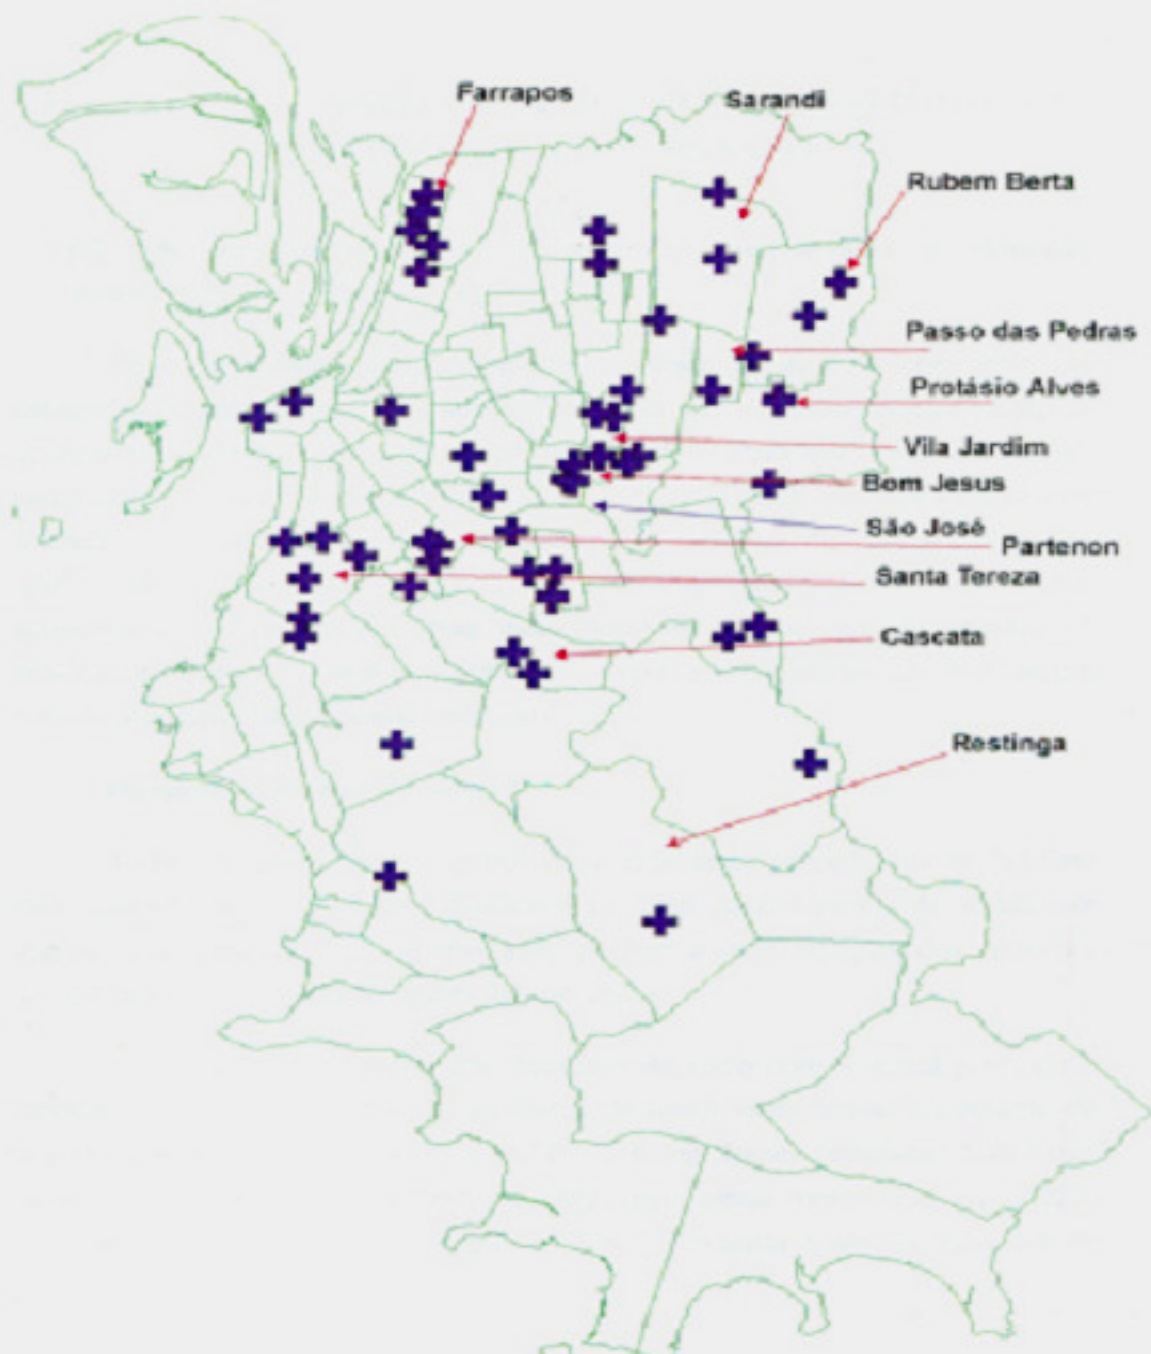 Farrapos
Sarandi
Rubem Berta
Passo das Pedras
Protásio Alves
Vila Jardim
Bom Jesus
São José
Partenon
Santa Tereza
Cascata
Restinga